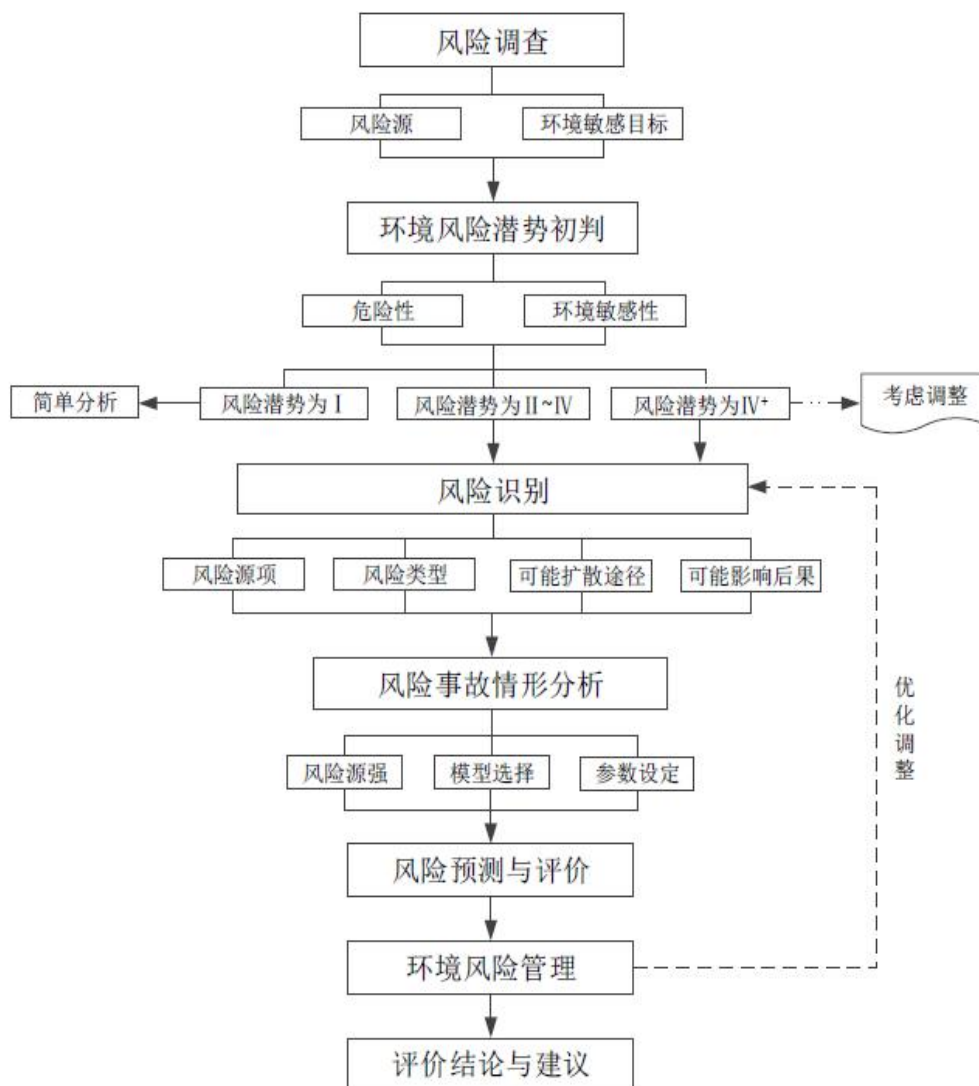 风险调查
风险源
环境敏感目标
环境风险潜势初判
危险性
环境敏感性
简单分析
风险潜势为Ⅰ
风险潜势为Ⅱ~Ⅳ
风险潜势为Ⅳ⁺
考虑调整
风险识别
风险源项
风险类型
可能扩散途径
可能影响后果
风险事故情形分析
风险源强
模型选择
参数设定
优化调整
风险预测与评价
环境风险管理
评价结论与建议